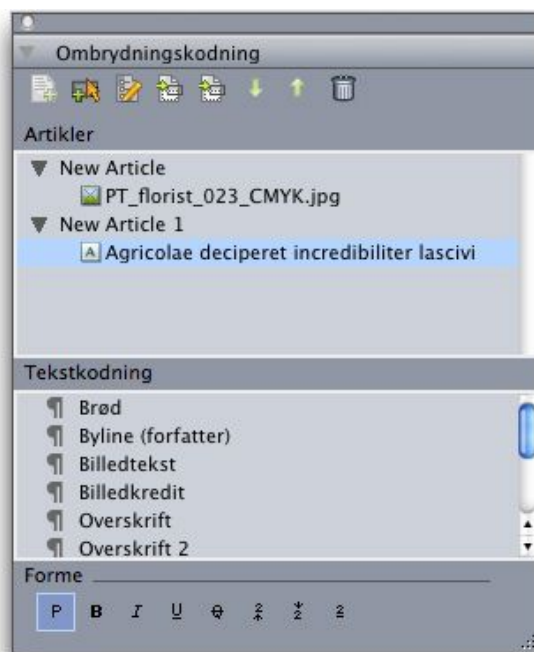 Ombrydningskodning
Artikler
New Article
PT_florist_023_CMYK.jpg
New Article 1
A Agricolae deciperet incredibiliter lascivi
Tekstkodning
Brød
Byline (forfatter)
Billedtekst
Billedkredit
Overskrift
Overskrift 2
Forme
P B I U